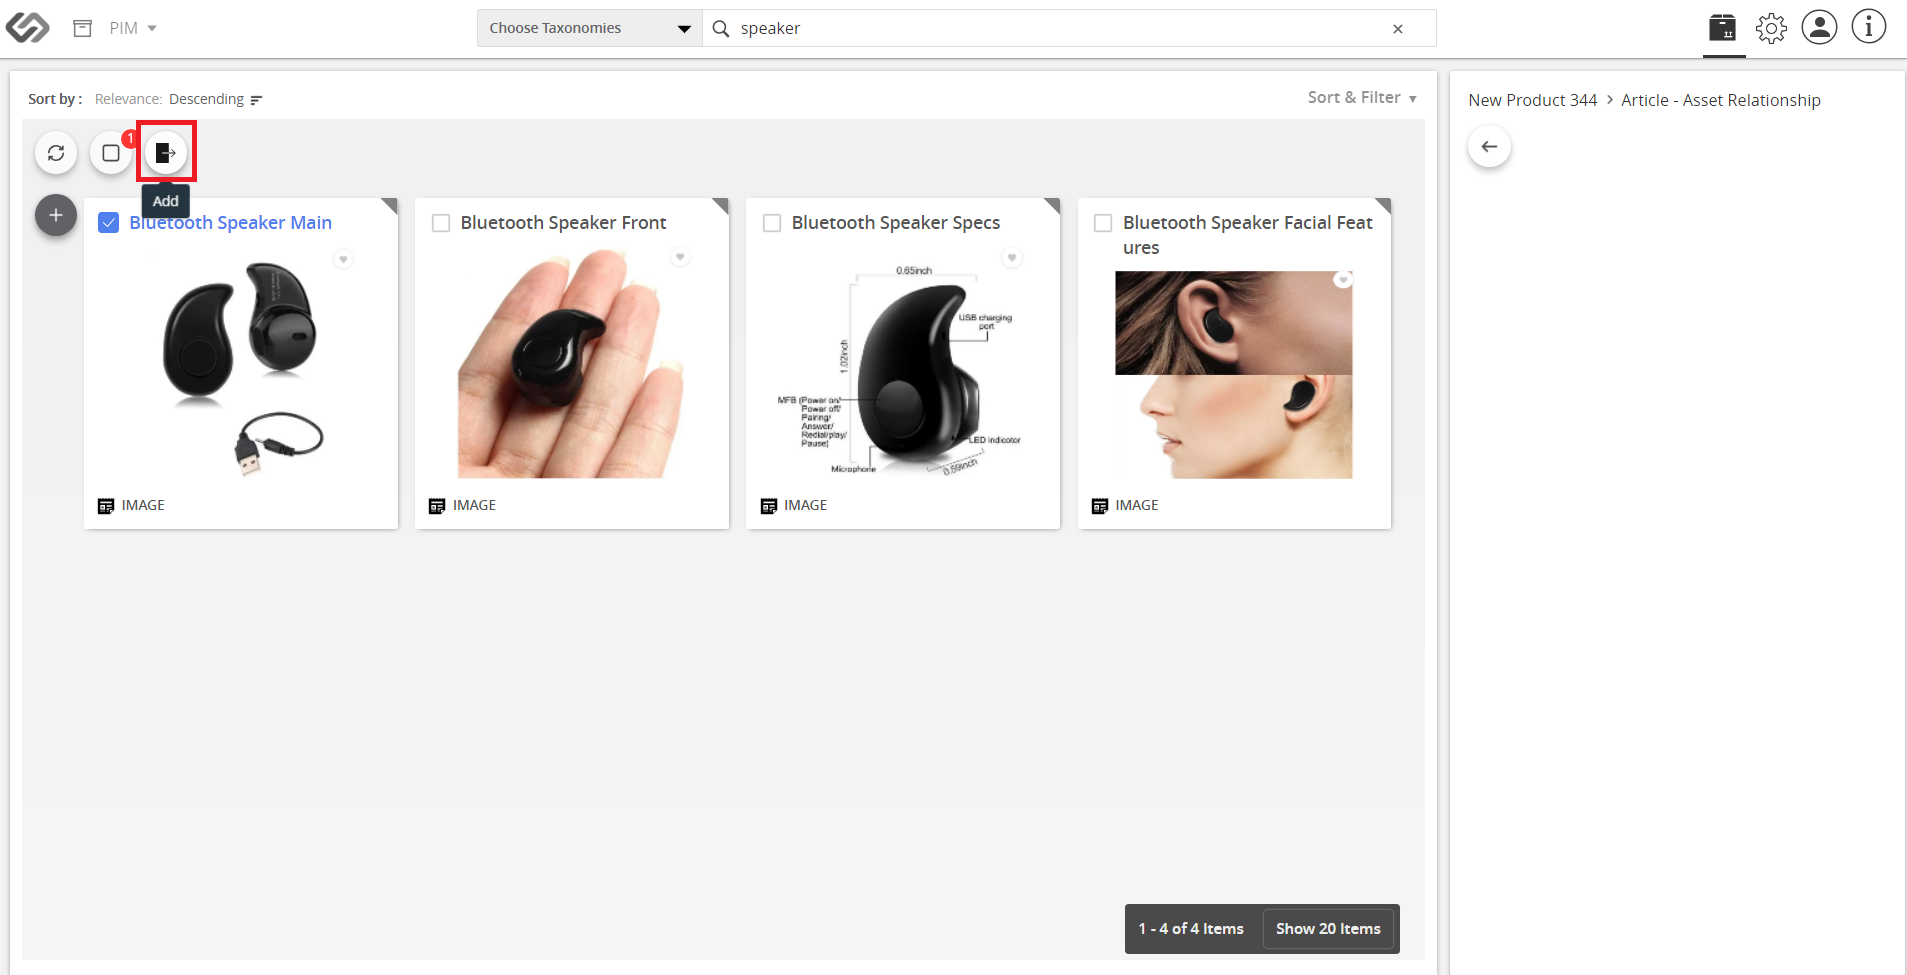 PIM
Choose Taxonomies
speaker
Sort by : Relevance: Descending
Sort & Filter
New Product 344 > Article - Asset Relationship
1
Add
Bluetooth Speaker Main
IMAGE
Bluetooth Speaker Front
IMAGE
Bluetooth Speaker Specs
0.65inch
USB charging
port
1.02inch
MFB (Power on/
Power off/
Pairing/
Answer/
Redial/play/
Pause)
LED indicator
Microphone
0.59inch
IMAGE
Bluetooth Speaker Facial Feat
ures
IMAGE
1 - 4 of 4 Items
Show 20 Items